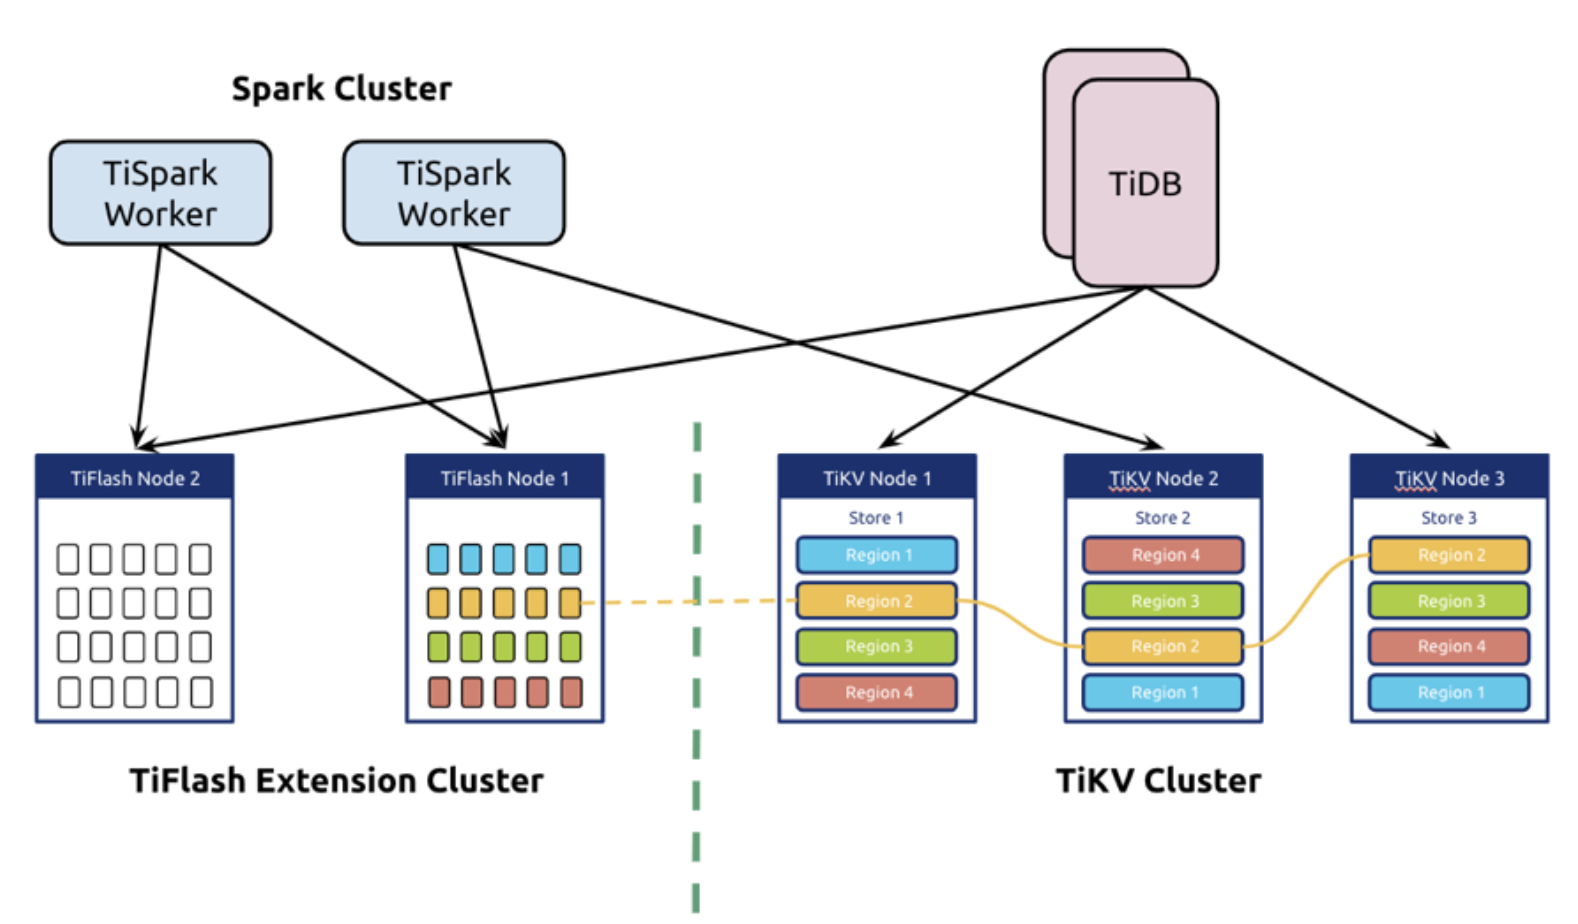 Spark Cluster
TiSpark
Worker
TiSpark
Worker
TiDB
TiFlash Node 2
TiFlash Node 1
TiKV Node 1
Store 1
Region 1
Region 2
Region 3
Region 4
TiKV Node 2
Store 2
Region 4
Region 3
Region 2
Region 1
TiKV Node 3
Store 3
Region 2
Region 3
Region 4
Region 1
TiFlash Extension Cluster
TiKV Cluster